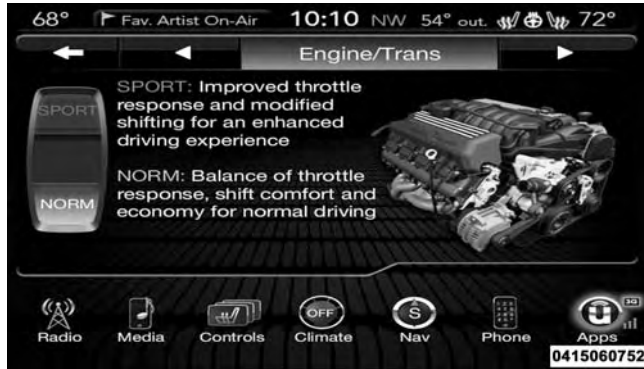 68° Fav. Artist On-Air 10:10 NW 54° out. 72°
Engine/Trans
SPORT
NORM
SPORT: Improved throttle
response and modified
shifting for an enhanced
driving experience
NORM: Balance of throttle
response, shift comfort and
economy for normal driving
OFF
S
3G
Radio Media Controls Climate Nav Phone Apps
0415060752